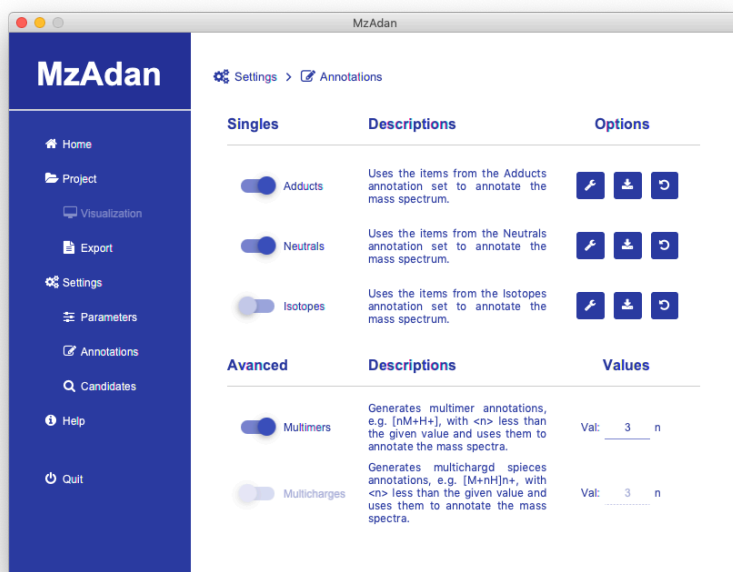 MzAdan
MzAdan
Home
Project
Visualization
Export
Settings
Parameters
Annotations
Candidates
Help
Quit
Settings > Annotations
Singles Descriptions Options
Adducts
Uses the items from the Adducts
annotation set to annotate the
mass spectrum.
Neutrals
Uses the items from the Neutrals
annotation set to annotate the
mass spectrum.
Isotopes
Uses the items from the Isotopes
annotation set to annotate the
mass spectrum.
Avanced Descriptions Values
Multimers
Generates multimer annotations,
e.g. [nM+H+], with <n> less than
the given value and uses them to
annotate the mass spectra.
Val: 3 n
Multicharges
Generates multichargd spieces
annotations, e.g. [M+nH]n+, with
<n> less than the given value and
uses them to annotate the mass
spectra.
Val: 3 n